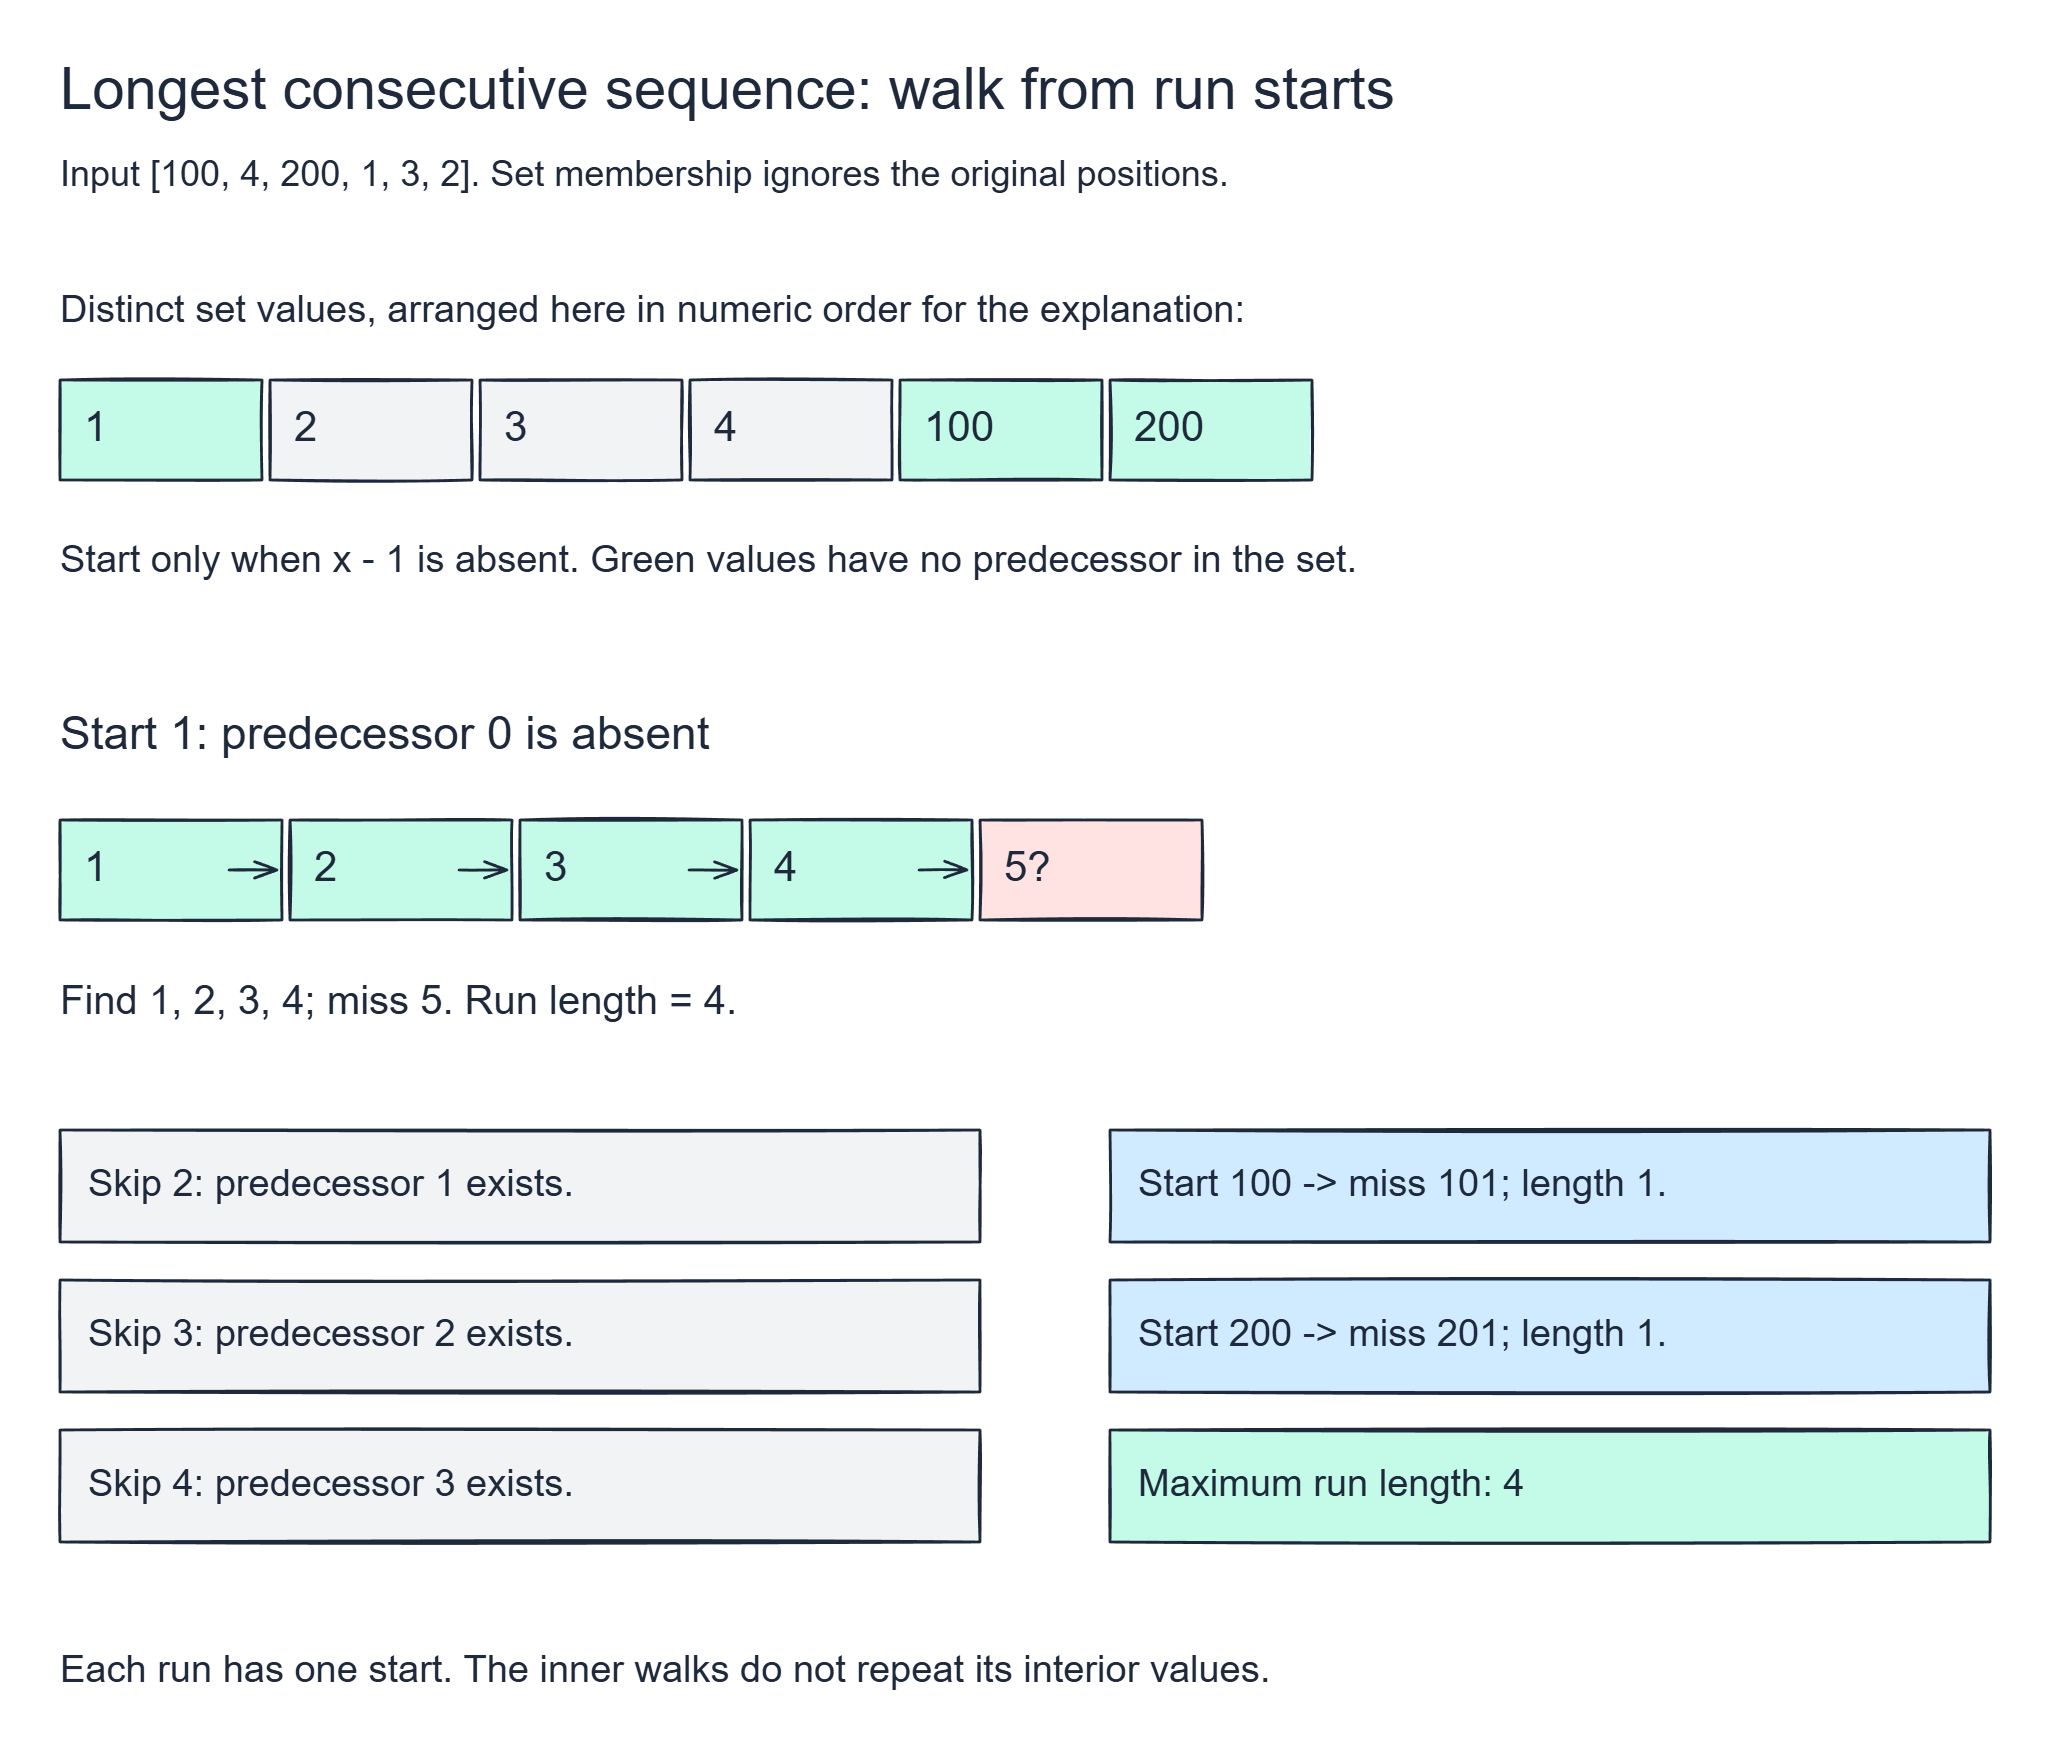 Longest consecutive sequence: walk from run starts
Input [100, 4, 200, 1, 3, 2]. Set membership ignores the original positions.
Distinct set values, arranged here in numeric order for the explanation:
1 2 3 4 100 200
Start only when x - 1 is absent. Green values have no predecessor in the set.
Start 1: predecessor 0 is absent
1 2 3 4 5?
Find 1, 2, 3, 4; miss 5. Run length = 4.
Skip 2: predecessor 1 exists.
Start 100 -> miss 101; length 1.
Skip 3: predecessor 2 exists.
Start 200 -> miss 201; length 1.
Skip 4: predecessor 3 exists.
Maximum run length: 4
Each run has one start. The inner walks do not repeat its interior values.